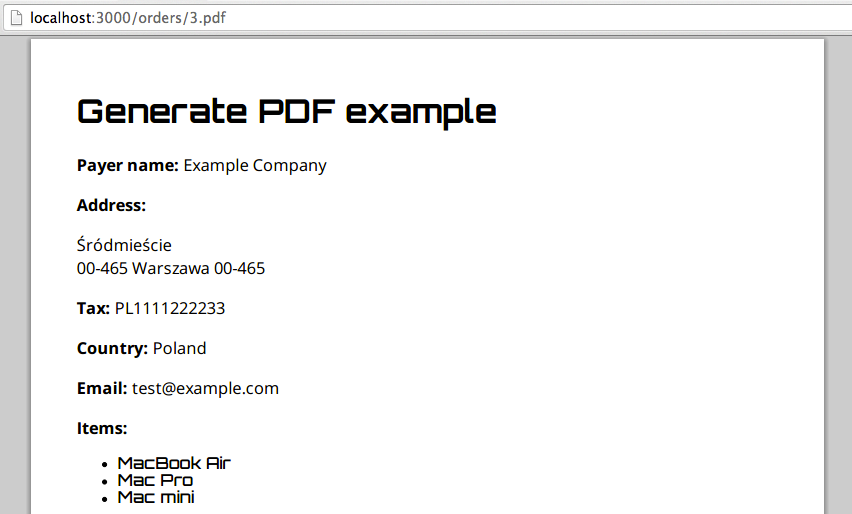 localhost:3000/orders/3.pdf
Generate PDF example
Payer name: Example Company
Address:
Śródmieście
00-465 Warszawa 00-465
Tax: PL1111222233
Country: Poland
Email: test@example.com
Items:
• MacBook Air
• Mac Pro
• Mac mini